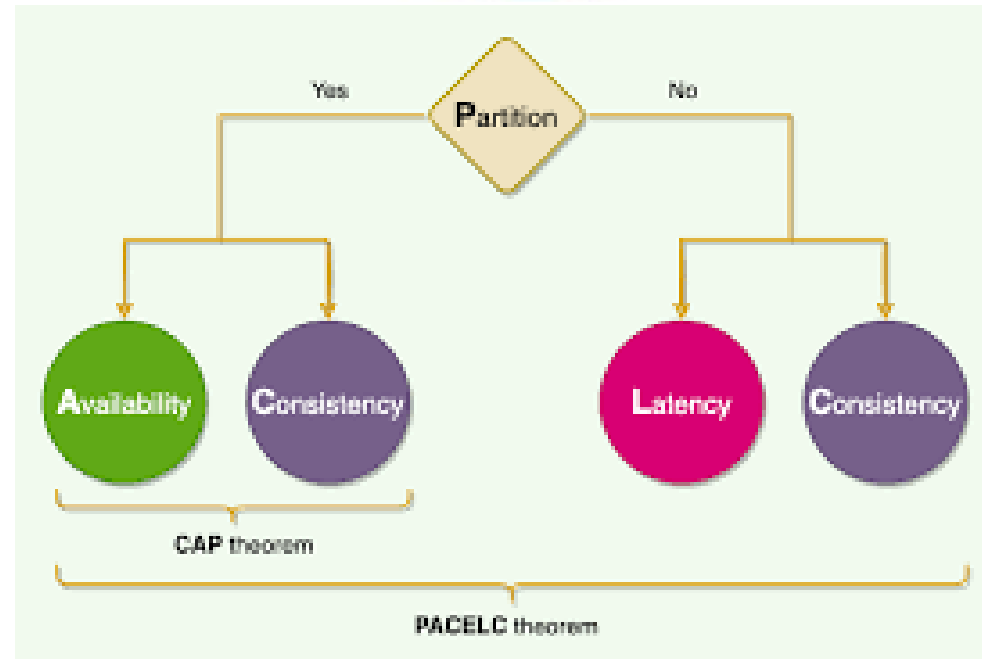 Yes
No
Partition
Availability
Consistency
Latency
Consistency
CAP theorem
PACELC theorem